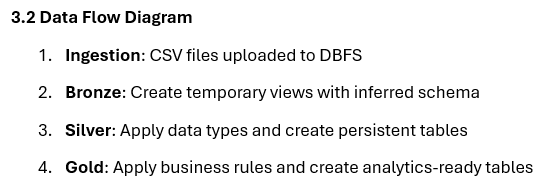 3.2 Data Flow Diagram
1. Ingestion: CSV files uploaded to DBFS
2. Bronze: Create temporary views with inferred schema
3. Silver: Apply data types and create persistent tables
4. Gold: Apply business rules and create analytics-ready tables